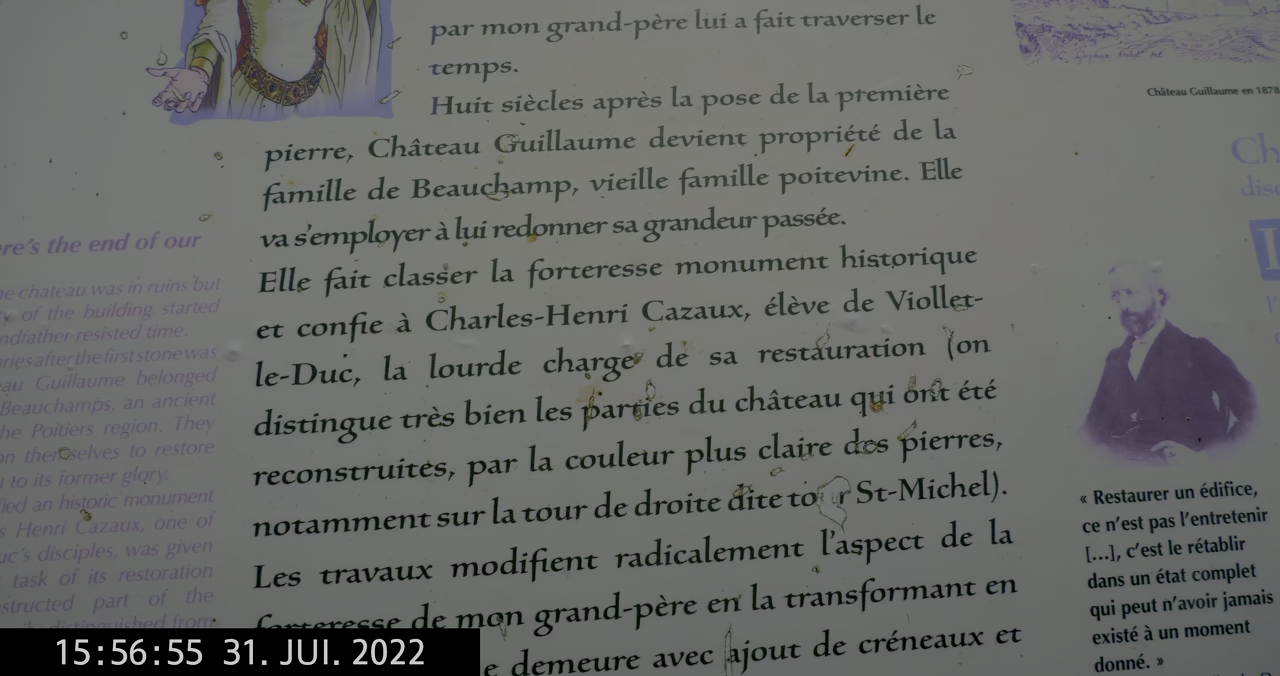 par mon grand-père lui a fait traverser le
temps.
Huit siècles après la pose de la première
pierre, Château Guillaume devient propriété de la
famille de Beauchamp, vieille famille poitevine. Elle
va s'employer à lui redonner sa grandeur passée.
Elle fait classer la forteresse monument historique
et confie à Charles-Henri Cazaux, élève de Viollet-
le-Duc, la lourde charge de sa restauration (on
distingue très bien les parties du château qui ont été
reconstruites, par la couleur plus claire des pierres,
notamment sur la tour de droite dite tour St-Michel).
Les travaux modifient radicalement l'aspect de la
forteresse de mon grand-père en la transformant en
demeure avec ajout de créneaux et
the end of our
chateau was in ruins but
of the building started
resisted time.
after the first stone was
Guillaume belonged
Beauchamps, an ancient
the Poitiers region. They
themselves to restore
to its former glory.
an historic monument
Henri Cazaux, one of
disciples, was given
task of its restoration
part of the
distinguished from
Château Guillaume en 1878
« Restaurer un édifice,
ce n'est pas l'entretenir
[...], c'est le rétablir
dans un état complet
qui peut n'avoir jamais
existé à un moment
donné. »
15:56:55 31. JUI. 2022